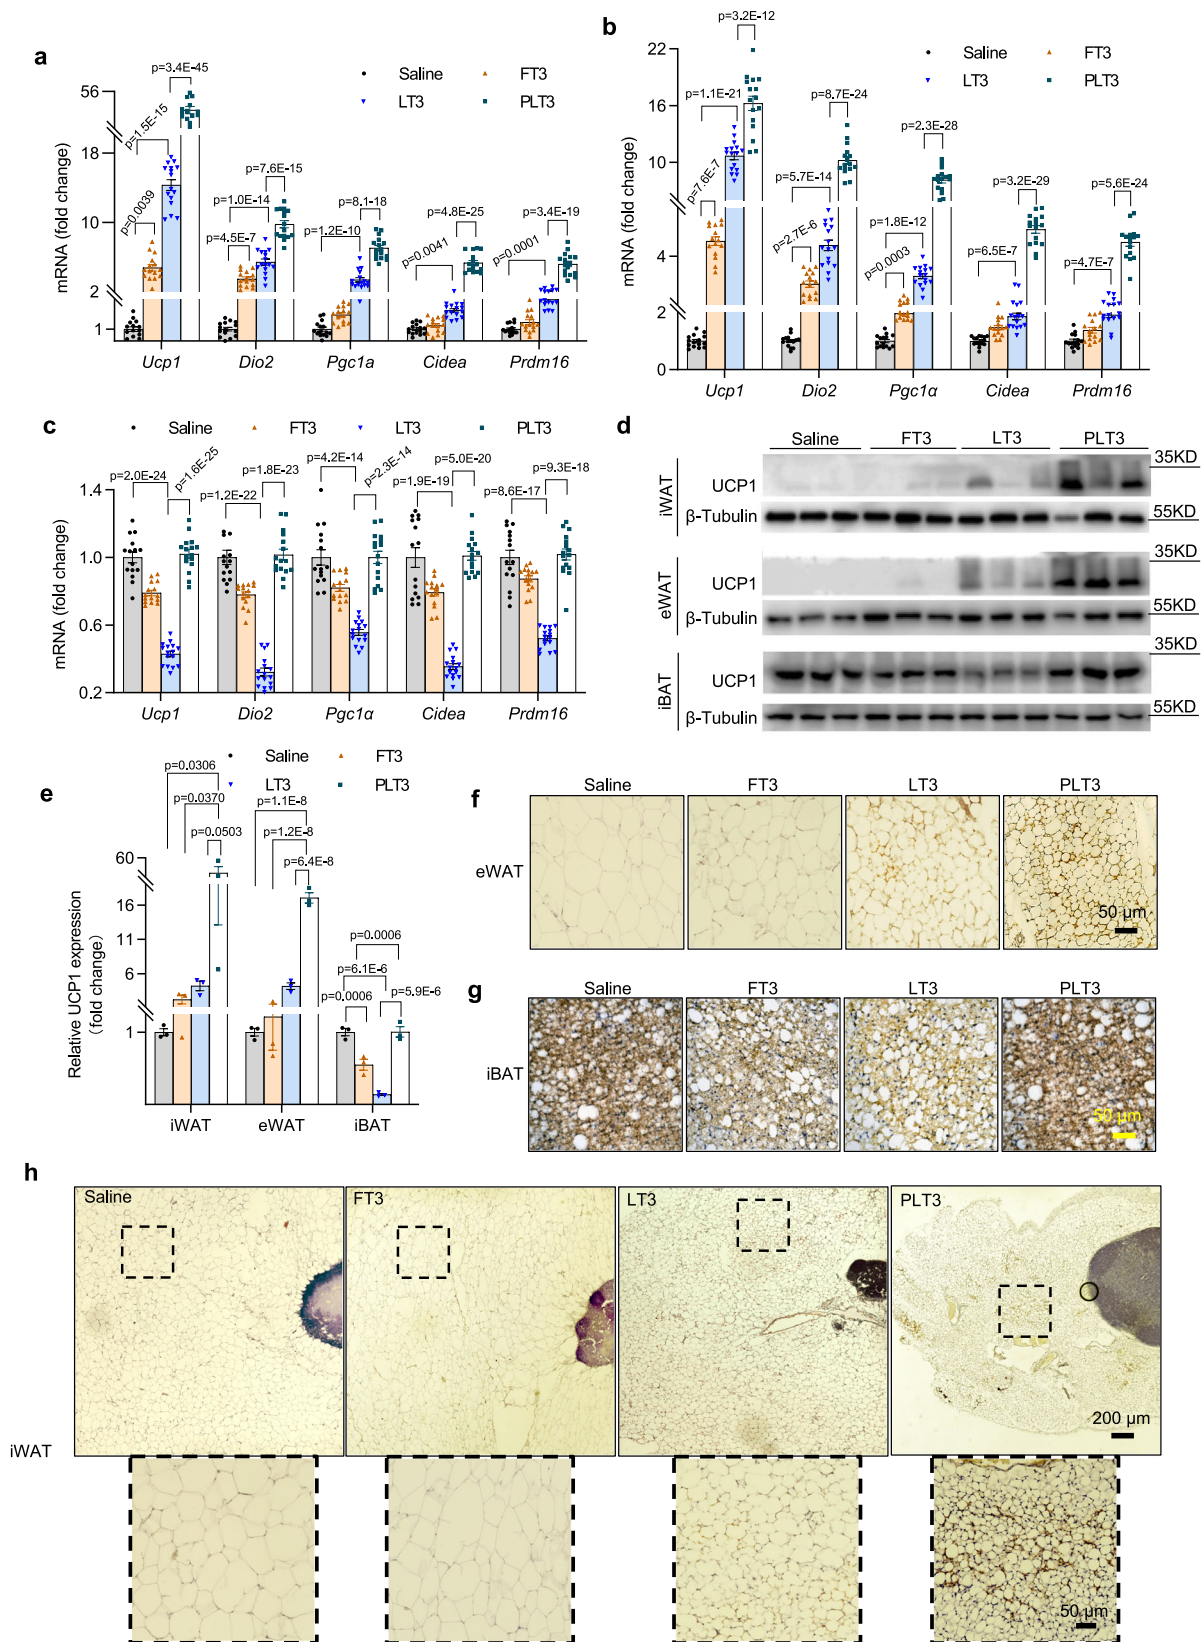 a
Saline
FT3
LT3
PLT3
mRNA (fold change)
56
18
10
2
1
p=0.0039
p=1.5E-15
p=3.4E-45
p=4.5E-7
p=1.0E-14
p=7.6E-15
p=1.2E-10
p=8.1-18
p=0.0041
p=4.8E-25
p=0.0001
p=3.4E-19
Ucp1
Dio2
Pgc1a
Cidea
Prdm16
b
Saline
FT3
LT3
PLT3
mRNA (fold change)
22
16
10
4
2
0
p=7.6E-7
p=1.1E-21
p=3.2E-12
p=2.7E-6
p=5.7E-14
p=8.7E-24
p=0.0003
p=1.8E-12
p=2.3E-28
p=6.5E-7
p=3.2E-29
p=4.7E-7
p=5.6E-24
Ucp1
Dio2
Pgc1α
Cidea
Prdm16
c
Saline
FT3
LT3
PLT3
mRNA (fold change)
1.4
1.0
0.6
0.2
p=2.0E-24
p=1.6E-25
p=1.2E-22
p=1.8E-23
p=4.2E-14
p=2.3E-14
p=1.9E-19
p=5.0E-20
p=8.6E-17
p=9.3E-18
Ucp1
Dio2
Pgc1α
Cidea
Prdm16
d
Saline
FT3
LT3
PLT3
iWAT
UCP1
35KD
β-Tubulin
55KD
eWAT
UCP1
35KD
β-Tubulin
55KD
iBAT
UCP1
35KD
β-Tubulin
55KD
e
Saline
FT3
LT3
PLT3
Relative UCP1 expression
(fold change)
60
16
11
6
1
p=0.0306
p=0.0370
p=0.0503
p=1.1E-8
p=1.2E-8
p=6.4E-8
p=0.0006
p=6.1E-6
p=0.0006
p=5.9E-6
iWAT
eWAT
iBAT
f
Saline
FT3
LT3
PLT3
eWAT
50 μm
g
Saline
FT3
LT3
PLT3
iBAT
50 μm
h
Saline
FT3
LT3
PLT3
200 μm
iWAT
50 μm